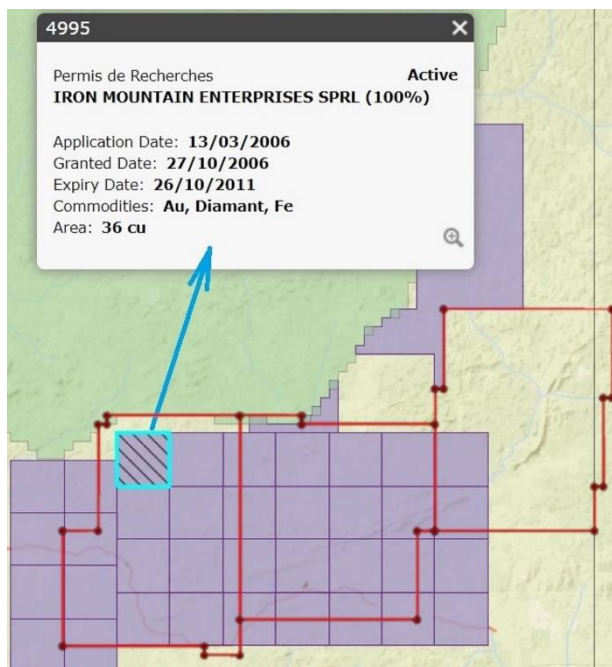 4995
Permis de Recherches Active
IRON MOUNTAIN ENTERPRISES SPRL (100%)
Application Date: 13/03/2006
Granted Date: 27/10/2006
Expiry Date: 26/10/2011
Commodities: Au, Diamant, Fe
Area: 36 cu